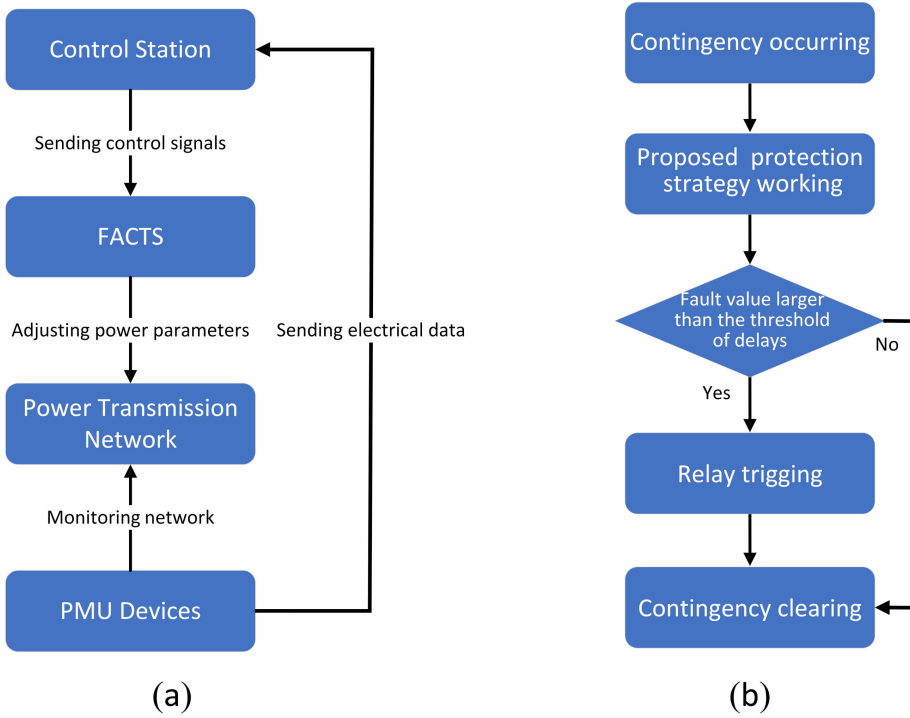 Control Station
Sending control signals
FACTS
Adjusting power parameters
Sending electrical data
Power Transmission
Network
Monitoring network
PMU Devices
(a)
Contingency occurring
Proposed protection
strategy working
Fault value larger
than the threshold
of delays
No
Yes
Relay trigging
Contingency clearing
(b)